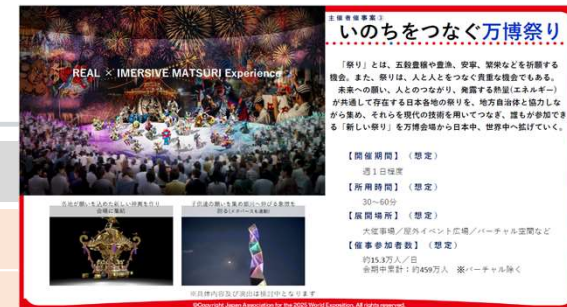 主催者催事案③
いのちをつなぐ万博祭り
REAL × IMERSIVE MATSURI Experience
「祭り」とは、五穀豊穣や豊漁、安寧、繁栄などを祈願する
機会。また、祭りは、人と人とをつなぐ貴重な機会でもある。
未来への願い、人とのつながり、発露する熱量(エネルギー)
が共通して存在する日本各地の祭りを、地方自治体と協力しな
がら集め、それらを現代の技術を用いてつなぎ、誰もが参加でき
る「新しい祭り」を万博会場から日本中、世界中へ拡げていく。
【開催期間】（想定）
週１日程度
【所用時間】（想定）
30～60分
【展開場所】（想定）
大催事場／屋外イベント広場／バーチャル空間など
【催事参加者数】（想定）
約15.3万人／日
会期中累計：約459万人　※バーチャル除く
※具体内容及び演出は検討中となります
©Copyright Japan Association for the 2025 World Exposition, All rights reserved.